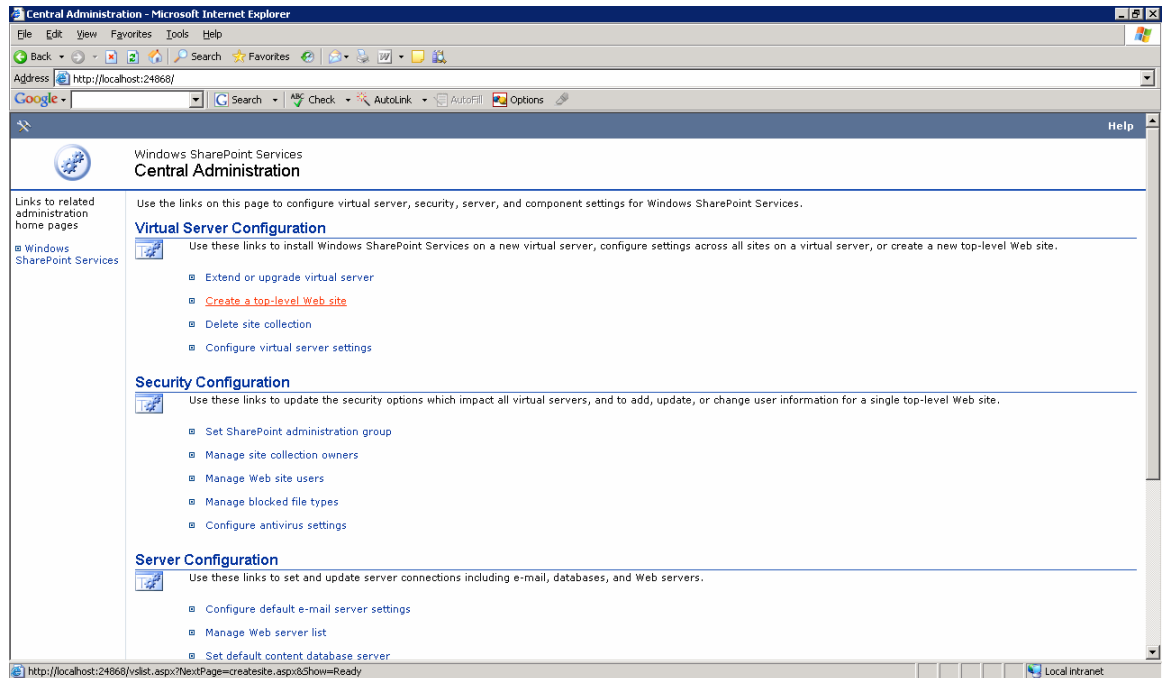 Central Administration - Microsoft Internet Explorer
File Edit View Favorites Tools Help
Back Search Favorites
Address http://localhost:24868/
Google Search Check AutoLink AutoFill Options
Help
Windows SharePoint Services
Central Administration
Links to related
administration
home pages
Windows
SharePoint Services
Use the links on this page to configure virtual server, security, server, and component settings for Windows SharePoint Services.
Virtual Server Configuration
Use these links to install Windows SharePoint Services on a new virtual server, configure settings across all sites on a virtual server, or create a new top-level Web site.
Extend or upgrade virtual server
Create a top-level Web site
Delete site collection
Configure virtual server settings
Security Configuration
Use these links to update the security options which impact all virtual servers, and to add, update, or change user information for a single top-level Web site.
Set SharePoint administration group
Manage site collection owners
Manage Web site users
Manage blocked file types
Configure antivirus settings
Server Configuration
Use these links to set and update server connections including e-mail, databases, and Web servers.
Configure default e-mail server settings
Manage Web server list
Set default content database server
http://localhost:24868/vslist.aspx?NextPage=createsite.aspx&Show=Ready Local intranet